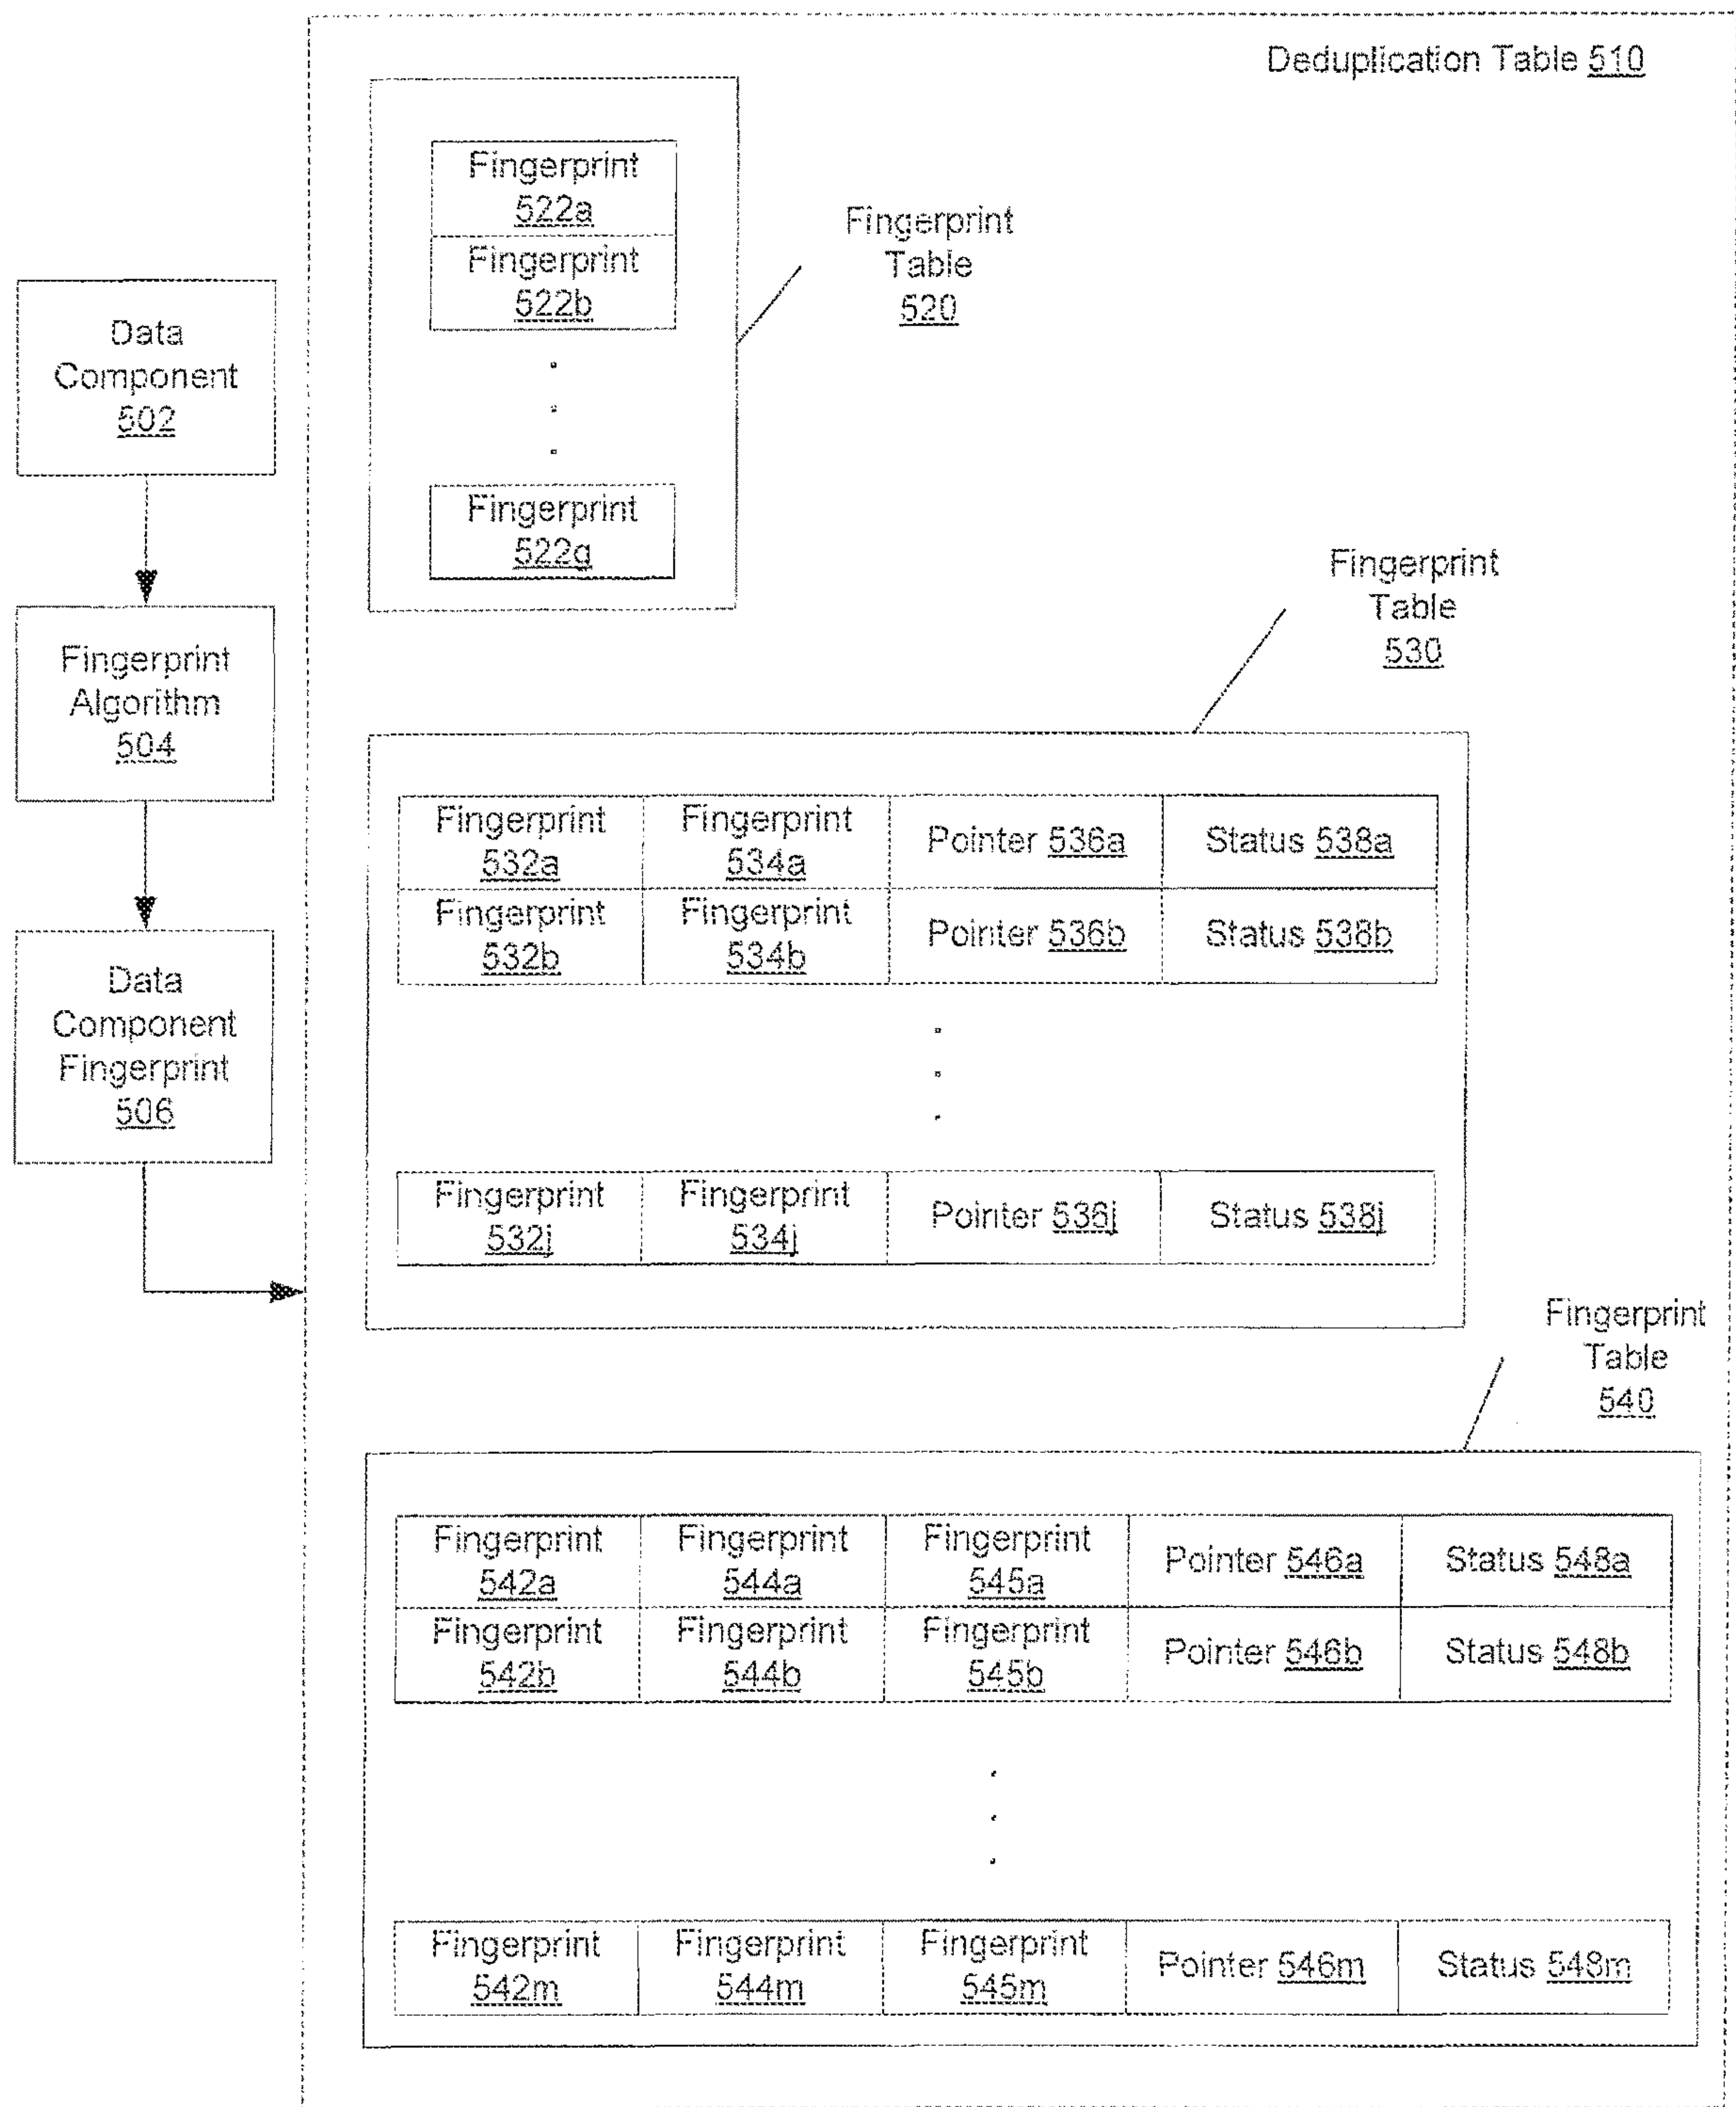 Deduplication Table 510
Fingerprint
522a
Fingerprint
522b
Fingerprint
522g
Fingerprint
Table
520
Data
Component
502
Fingerprint
Algorithm
504
Data
Component
Fingerprint
506
Fingerprint
Table
530
Fingerprint
532a
Fingerprint
534a
Pointer 536a
Status 538a
Fingerprint
532b
Fingerprint
534b
Pointer 536b
Status 538b
Fingerprint
532j
Fingerprint
534j
Pointer 536j
Status 538j
Fingerprint
Table
540
Fingerprint
542a
Fingerprint
544a
Fingerprint
545a
Pointer 546a
Status 548a
Fingerprint
542b
Fingerprint
544b
Fingerprint
545b
Pointer 546b
Status 548b
Fingerprint
542m
Fingerprint
544m
Fingerprint
545m
Pointer 546m
Status 548m